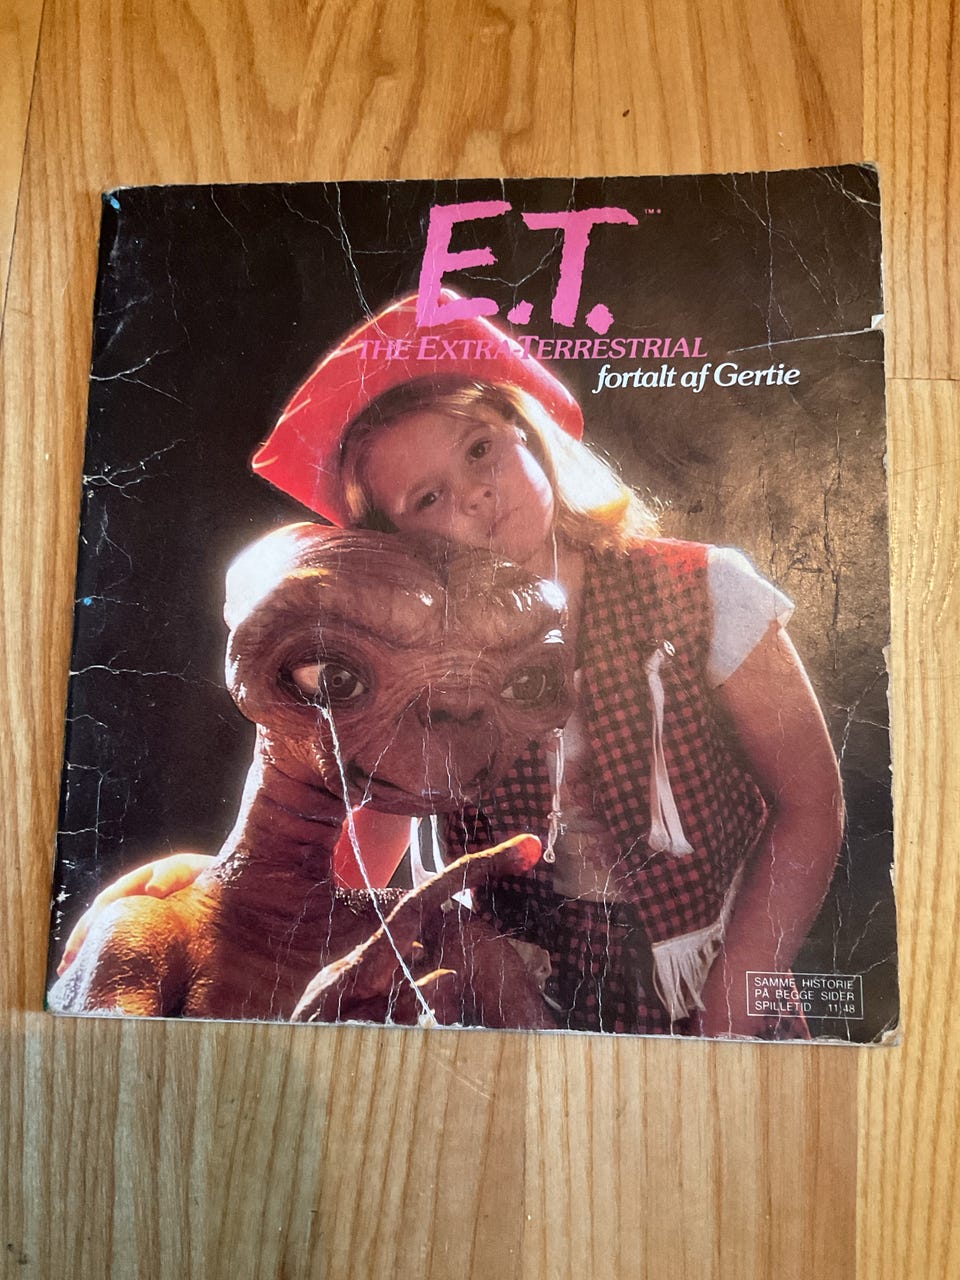 E.T.
TM ®
THE EXTRA-TERRESTRIAL
fortalt af Gertie
SAMME HISTORIE
PÅ BEGGE SIDER
SPILLETID 11,48